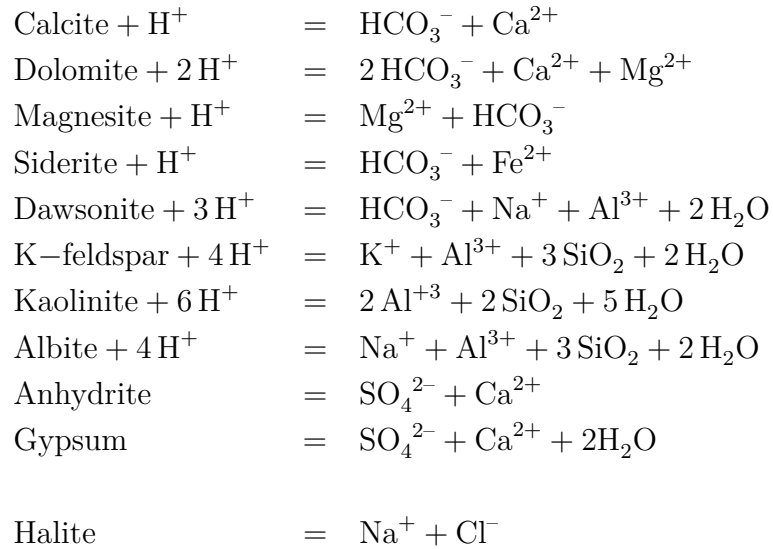 Calcite + H⁺ = HCO₃⁻ + Ca²⁺
Dolomite + 2 H⁺ = 2 HCO₃⁻ + Ca²⁺ + Mg²⁺
Magnesite + H⁺ = Mg²⁺ + HCO₃⁻
Siderite + H⁺ = HCO₃⁻ + Fe²⁺
Dawsonite + 3 H⁺ = HCO₃⁻ + Na⁺ + Al³⁺ + 2 H₂O
K−feldspar + 4 H⁺ = K⁺ + Al³⁺ + 3 SiO₂ + 2 H₂O
Kaolinite + 6 H⁺ = 2 Al⁺³ + 2 SiO₂ + 5 H₂O
Albite + 4 H⁺ = Na⁺ + Al³⁺ + 3 SiO₂ + 2 H₂O
Anhydrite = SO₄²⁻ + Ca²⁺
Gypsum = SO₄²⁻ + Ca²⁺ + 2H₂O
Halite = Na⁺ + Cl⁻